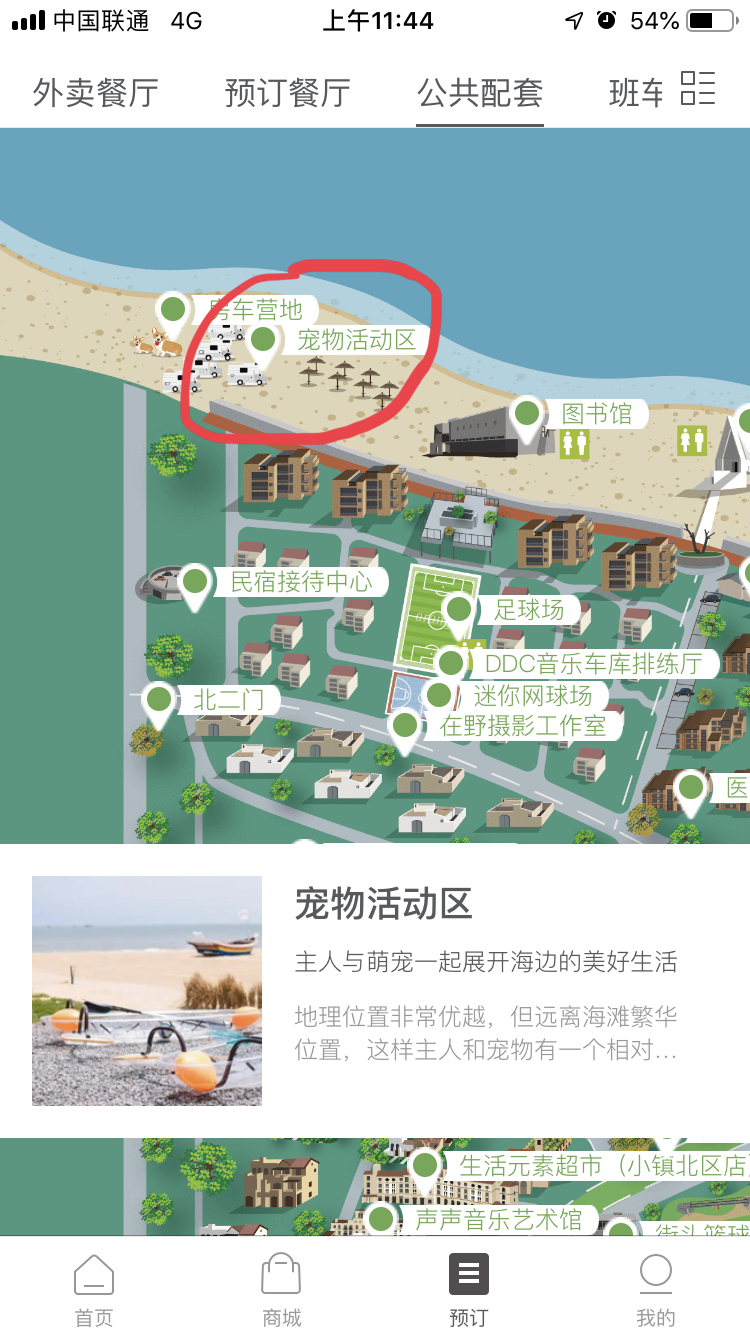 中国联通 4G 上午11:44 54%
外卖餐厅 预订餐厅 公共配套 班车
房车营地
宠物活动区
图书馆
民宿接待中心
足球场
DDC音乐车库排练厅
北二门
迷你网球场
在野摄影工作室
医
宠物活动区
主人与萌宠一起展开海边的美好生活
地理位置非常优越，但远离海滩繁华
位置，这样主人和宠物有一个相对...
生活元素超市（小镇北区店）
声声音乐艺术馆
街头篮球
首页 商城 预订 我的